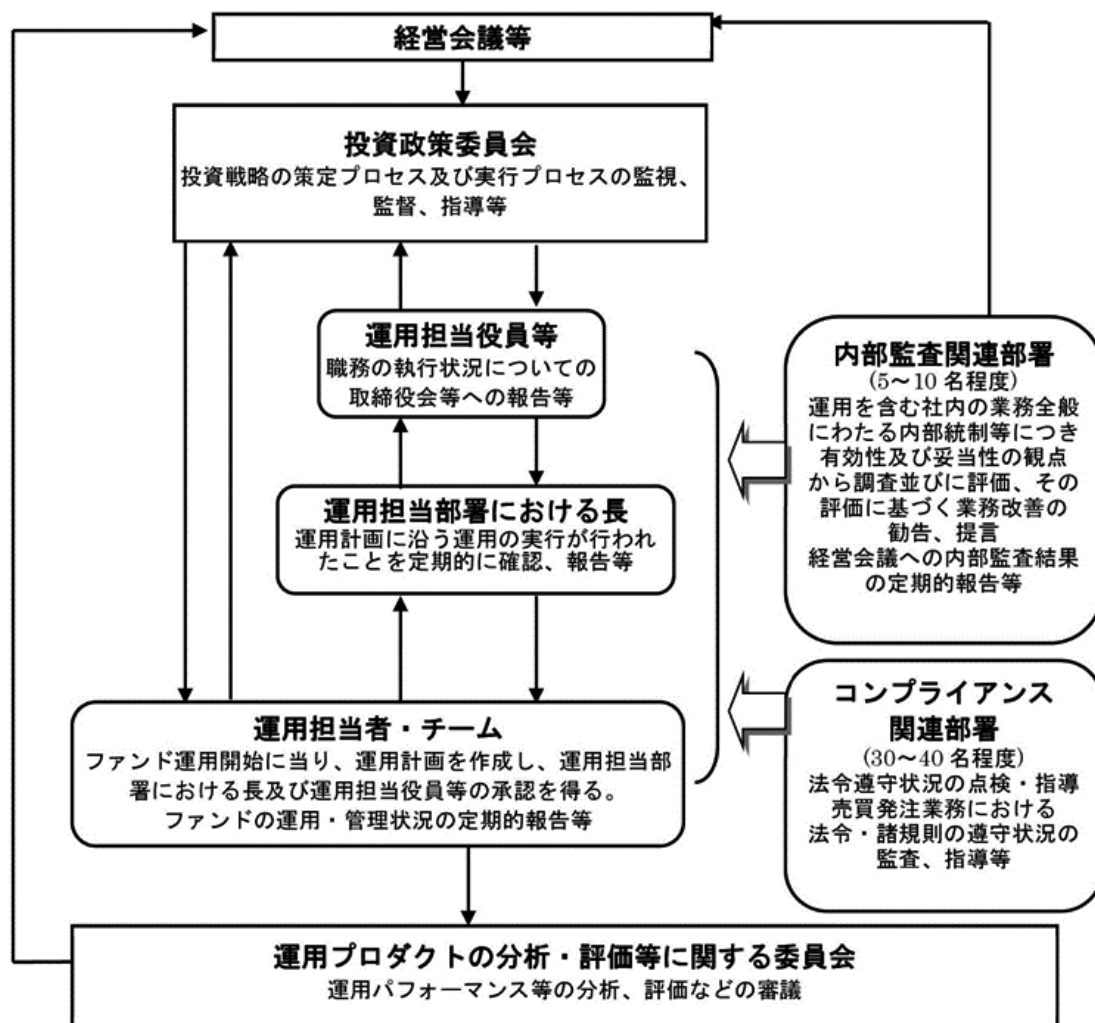 経営会議等
投資政策委員会
投資戦略の策定プロセス及び実行プロセスの監視、
監督、指導等
運用担当役員等
職務の執行状況についての
取締役会等への報告等
運用担当部署における長
運用計画に沿う運用の実行が行われ
たことを定期的に確認、報告等
運用担当者・チーム
ファンド運用開始に当り、運用計画を作成し、運用担当部
署における長及び運用担当役員等の承認を得る。
ファンドの運用・管理状況の定期的報告等
内部監査関連部署
(5～10 名程度)
運用を含む社内の業務全般
にわたる内部統制等につき
有効性及び妥当性の観点
から調査並びに評価、その
評価に基づく業務改善の
勧告、提言
経営会議への内部監査結果
の定期的報告等
コンプライアンス
関連部署
(30～40 名程度)
法令遵守状況の点検・指導
売買発注業務における
法令・諸規則の遵守状況の
監査、指導等
運用プロダクトの分析・評価等に関する委員会
運用パフォーマンス等の分析、評価などの審議